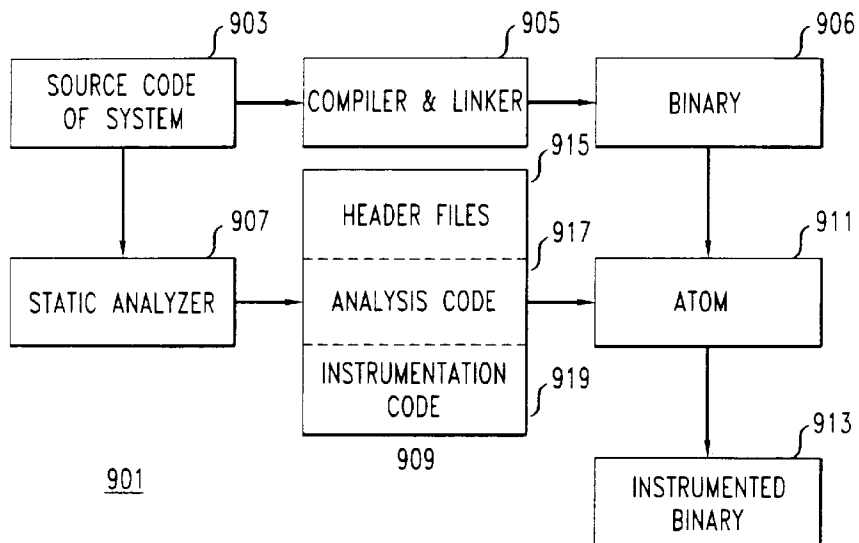 903
905
906
SOURCE CODE
OF SYSTEM
COMPILER & LINKER
BINARY
915
HEADER FILES
907
917
911
STATIC ANALYZER
ANALYSIS CODE
ATOM
INSTRUMENTATION
CODE
919
913
901
909
INSTRUMENTED
BINARY